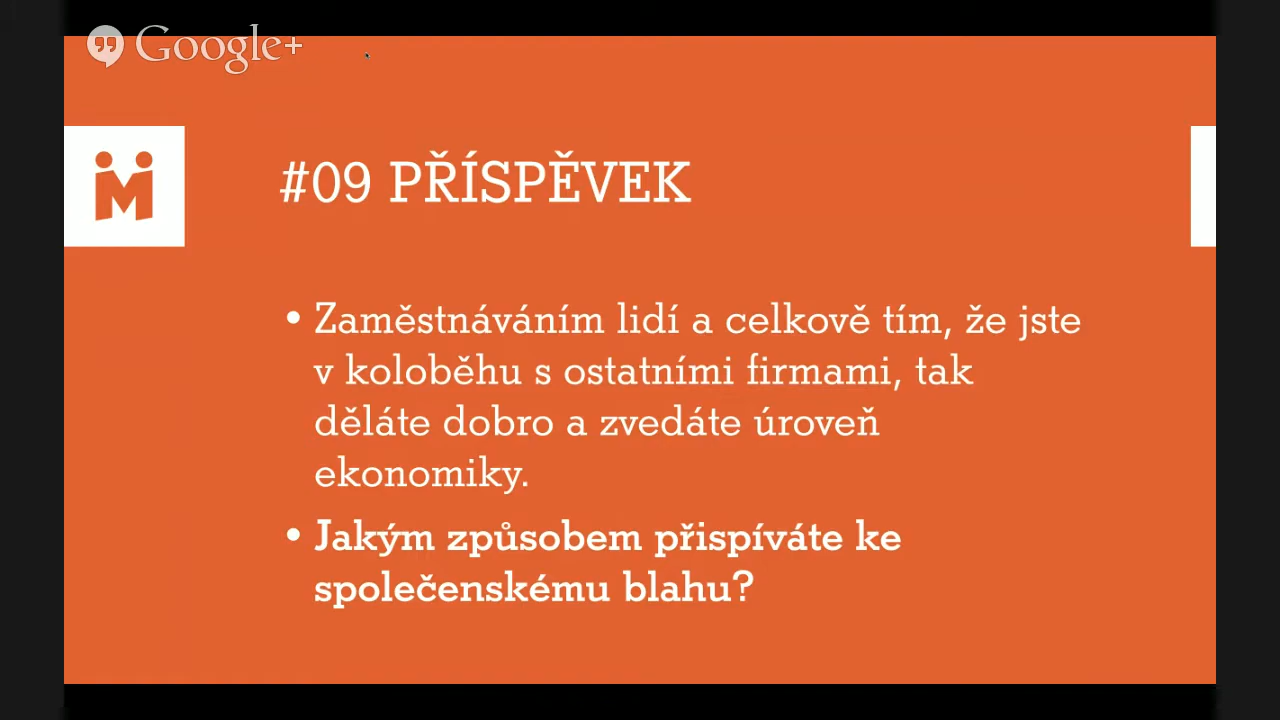 Google+
#09 PŘÍSPĚVEK
• Zaměstnáváním lidí a celkově tím, že jste
v koloběhu s ostatními firmami, tak
děláte dobro a zvedáte úroveň
ekonomiky.
• Jakým způsobem přispíváte ke
společenskému blahu?